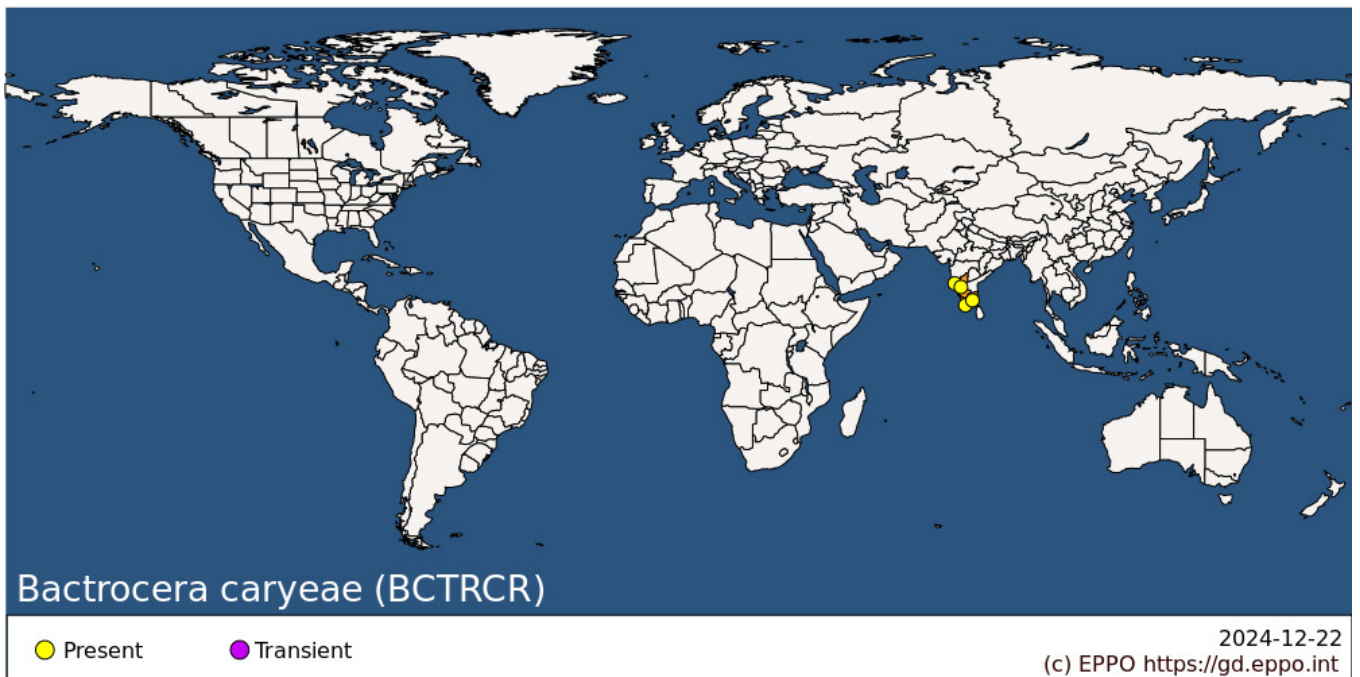 Bactrocera caryeae (BCTRCR)
Present
Transient
2024-12-22
(c) EPPO https://gd.eppo.int